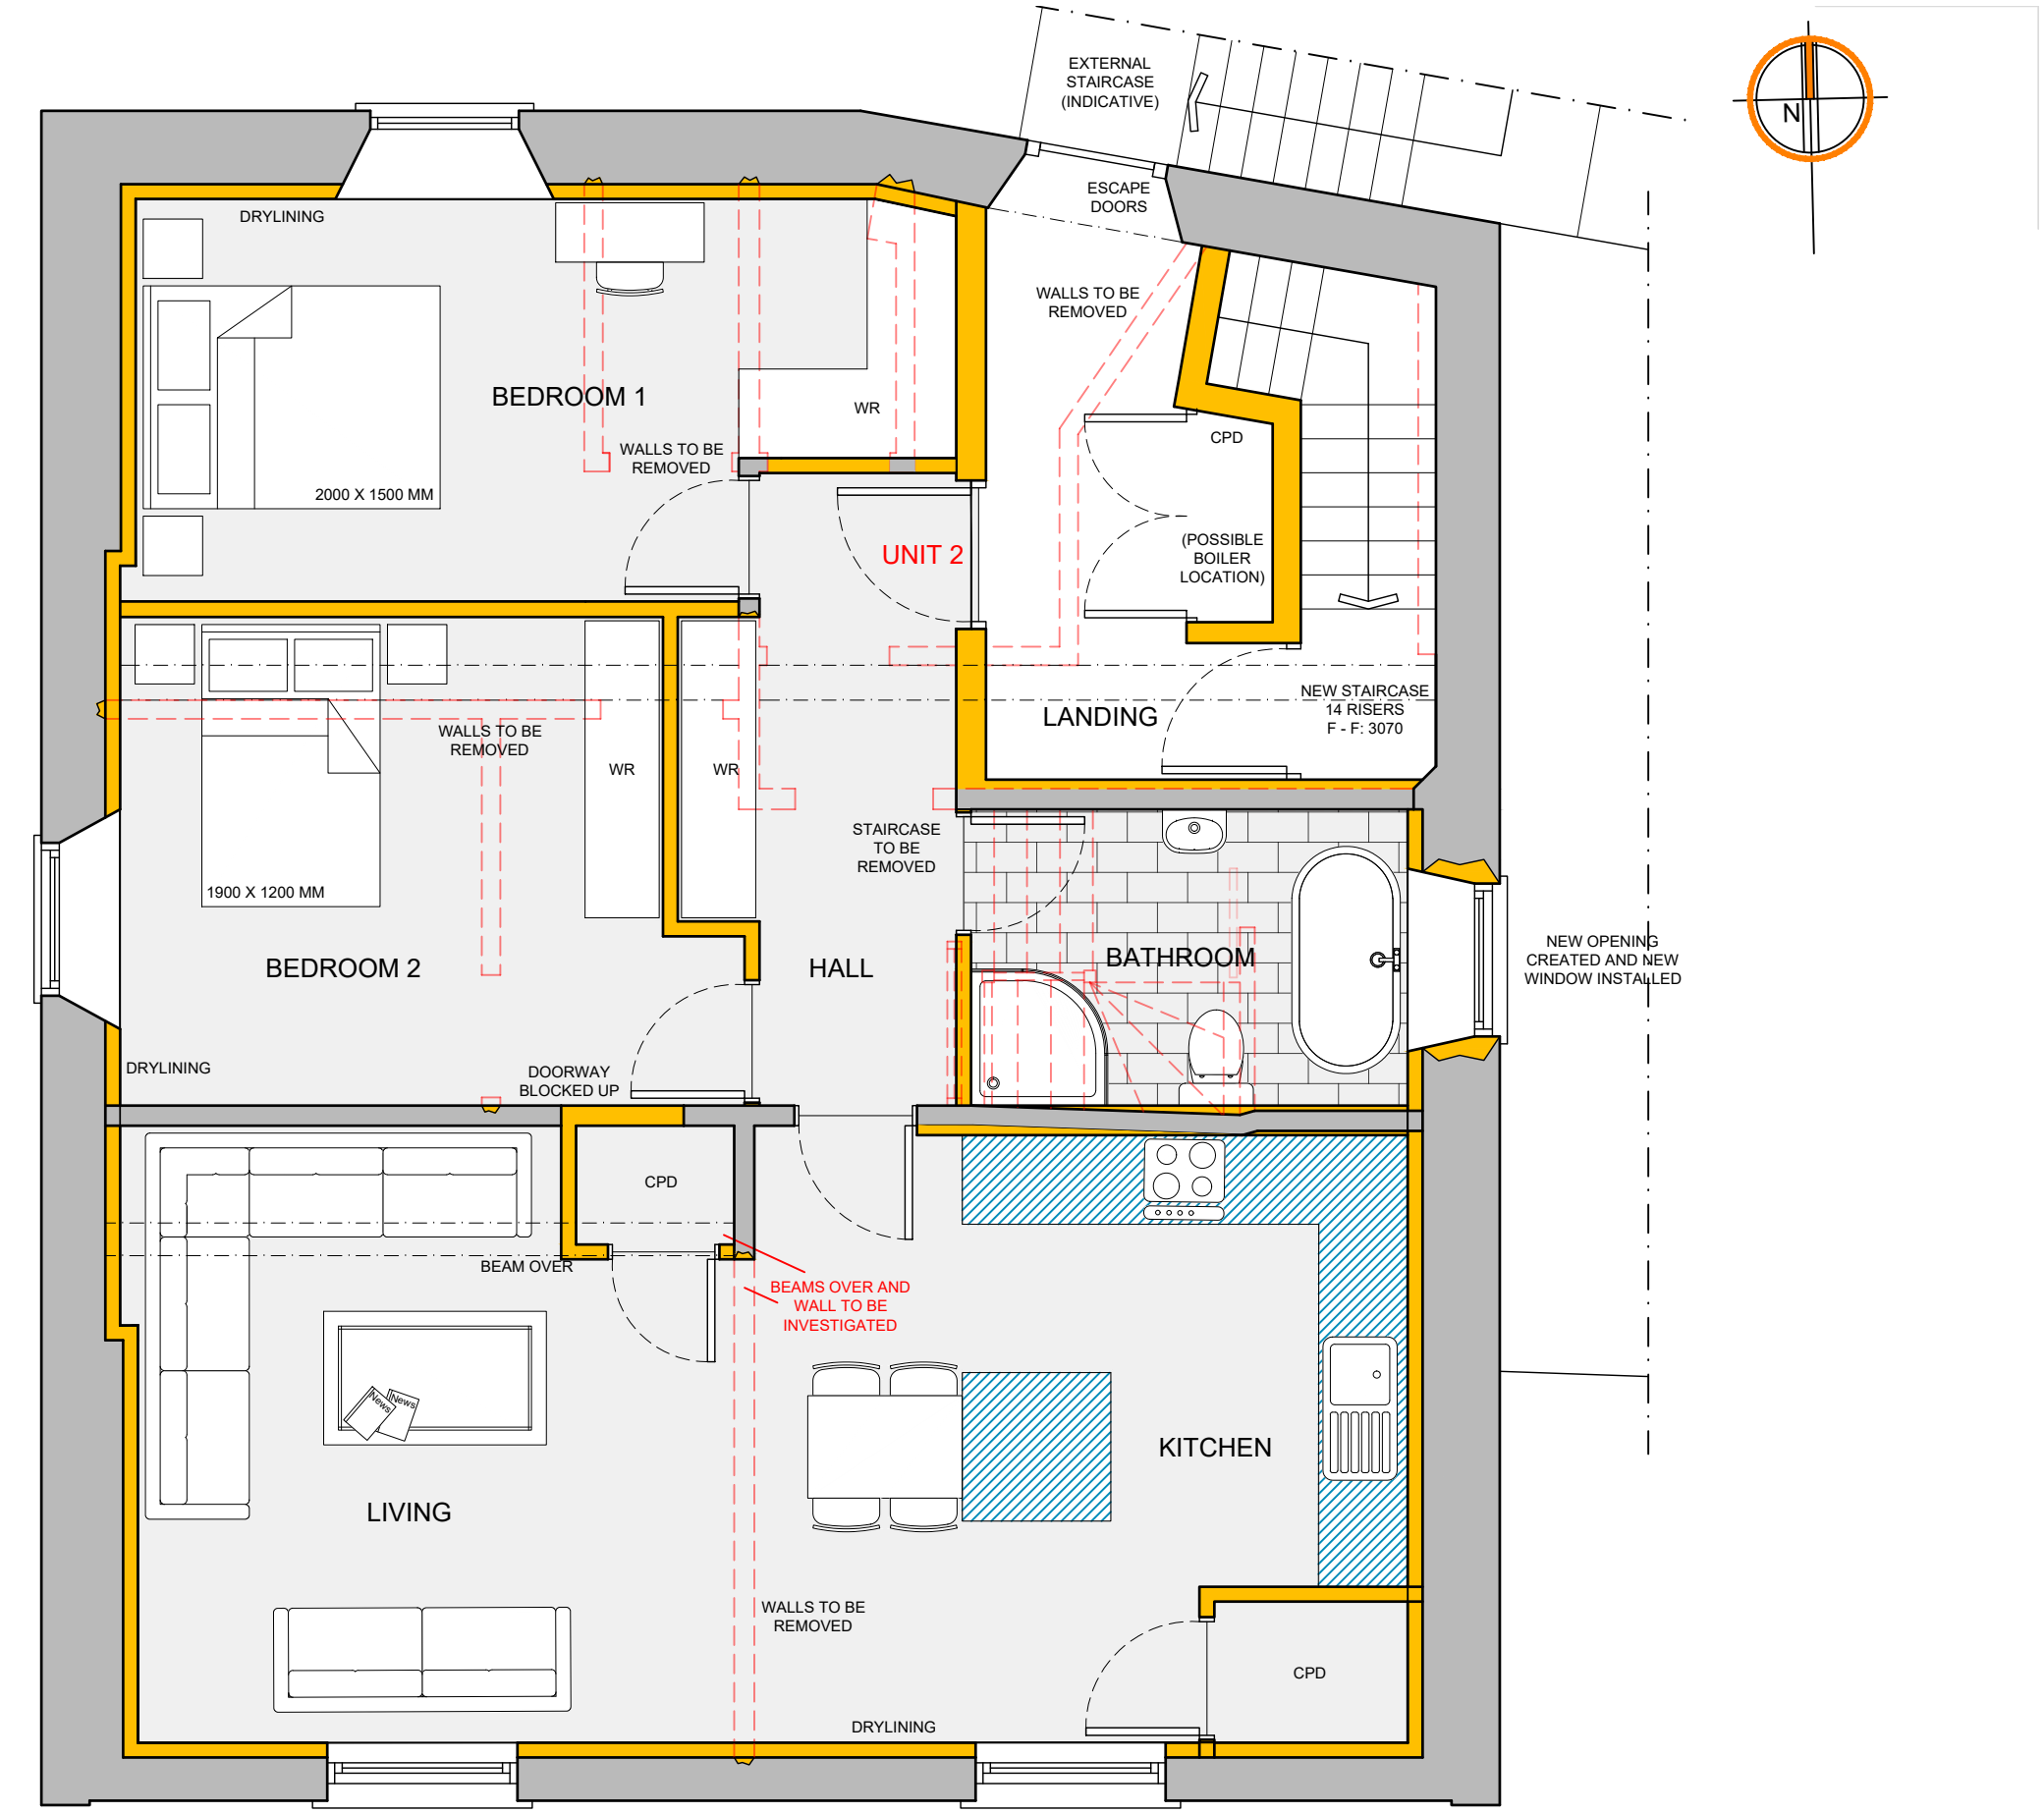 EXTERNAL
STAIRCASE
(INDICATIVE)
N
ESCAPE
DOORS
DRYLINING
WALLS TO BE
REMOVED
BEDROOM 1
WR
CPD
WALLS TO BE
REMOVED
2000 X 1500 MM
UNIT 2
(POSSIBLE
BOILER
LOCATION)
NEW STAIRCASE
14 RISERS
F - F: 3070
LANDING
WALLS TO BE
REMOVED
WR
WR
STAIRCASE
TO BE
REMOVED
1900 X 1200 MM
BEDROOM 2
HALL
BATHROOM
NEW OPENING
CREATED AND NEW
WINDOW INSTALLED
DRYLINING
DOORWAY
BLOCKED UP
CPD
BEAM OVER
BEAMS OVER AND
WALL TO BE
INVESTIGATED
News
News
KITCHEN
LIVING
WALLS TO BE
REMOVED
CPD
DRYLINING